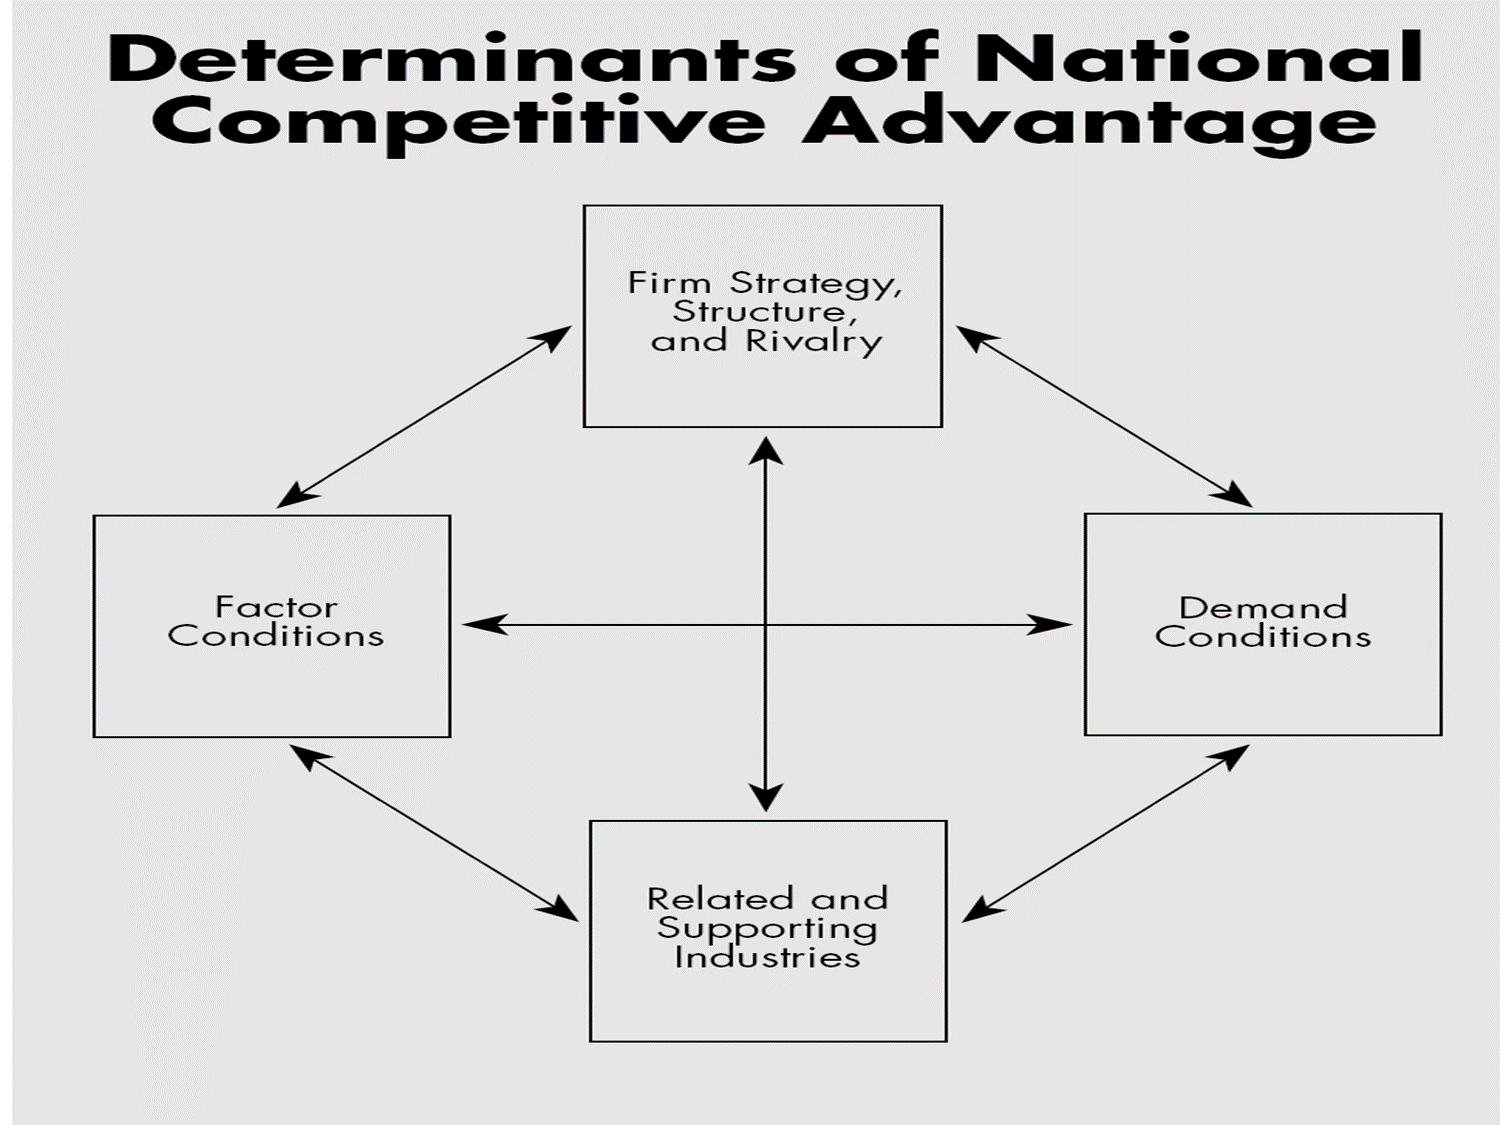 Determinants of National
Competitive Advantage
Firm Strategy,
Structure,
and Rivalry
Factor
Conditions
Demand
Conditions
Related and
Supporting
Industries